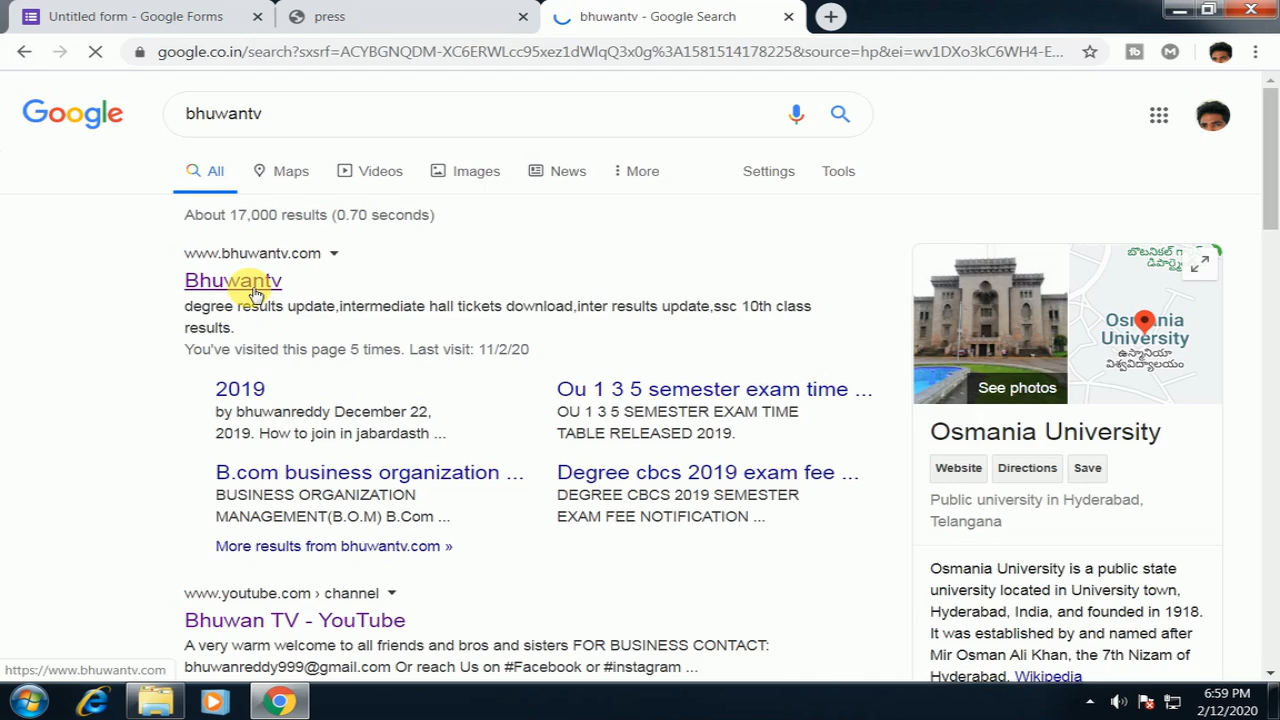 Untitled form - Google Forms
press
bhuwantv - Google Search
google.co.in/search?sxsrf=ACYBGNQDM-XC6ERWLcc95xez1dWlqQ3x0g%3A1581514178225&source=hp&ei=wv1DXo3kC6WH4-E...
Google
bhuwantv
All
Maps
Videos
Images
News
More
Settings
Tools
About 17,000 results (0.70 seconds)
www.bhuwantv.com
Bhuwantv
degree results update,intermediate hall tickets download,inter results update,ssc 10th class
results.
You've visited this page 5 times. Last visit: 11/2/20
2019
by bhuwanreddy December 22,
2019. How to join in jabardasth ...
Ou 1 3 5 semester exam time ...
OU 1 3 5 SEMESTER EXAM TIME
TABLE RELEASED 2019.
B.com business organization ...
BUSINESS ORGANIZATION
MANAGEMENT(B.O.M) B.Com ...
Degree cbcs 2019 exam fee ...
DEGREE CBCS 2019 SEMESTER
EXAM FEE NOTIFICATION ...
More results from bhuwantv.com »
www.youtube.com › channel
Bhuwan TV - YouTube
A very warm welcome to all friends and bros and sisters FOR BUSINESS CONTACT:
bhuwanreddy999@gmail.com Or reach Us on #Facebook or #instagram ...
See photos
బొటానికల్ గార్
డిపార్ట్మె
Osmania
University
ఉస్మానియా
విశ్వవిద్యాలయం
Osmania University
Website
Directions
Save
Public university in Hyderabad,
Telangana
Osmania University is a public state
university located in University town,
Hyderabad, India, and founded in 1918.
It was established by and named after
Mir Osman Ali Khan, the 7th Nizam of
Hyderabad. Wikipedia
https://www.bhuwantv.com
6:59 PM
2/12/2020